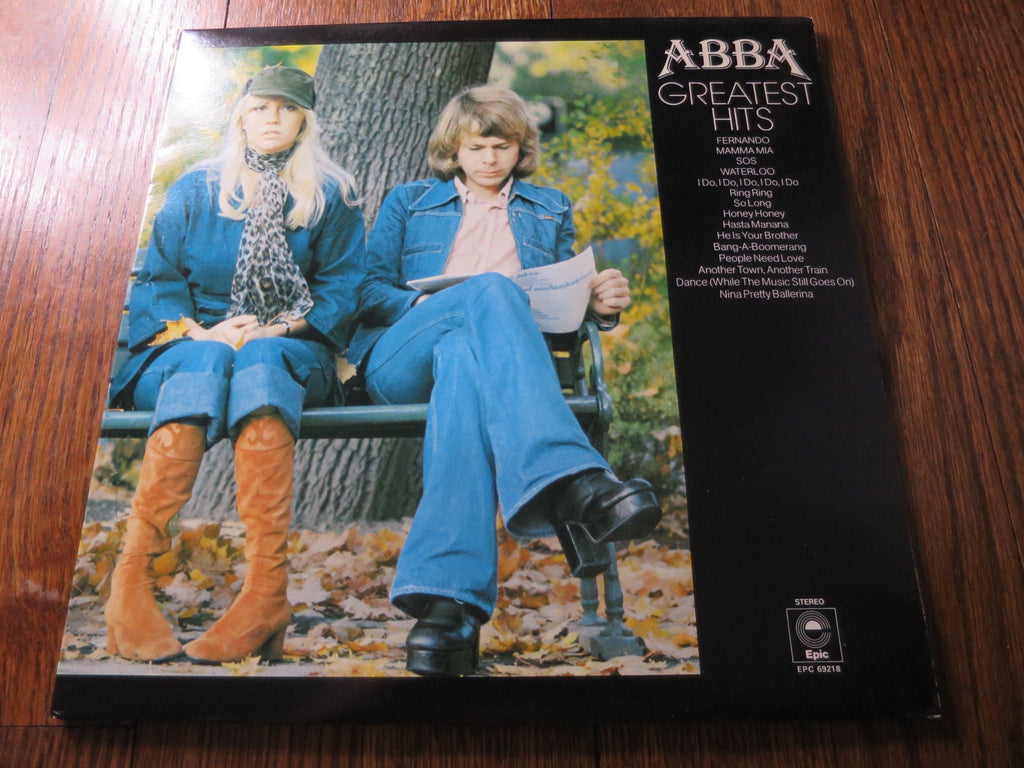 ABBA
GREATEST
HITS
FERNANDO
MAMMA MIA
SOS
WATERLOO
I Do, I Do, I Do, I Do, I Do
Ring Ring
So Long
Honey Honey
Hasta Manana
He Is Your Brother
Bang-A-Boomerang
People Need Love
Another Town, Another Train
Dance (While The Music Still Goes On)
Nina Pretty Ballerina
STEREO
Epic
EPC 69218